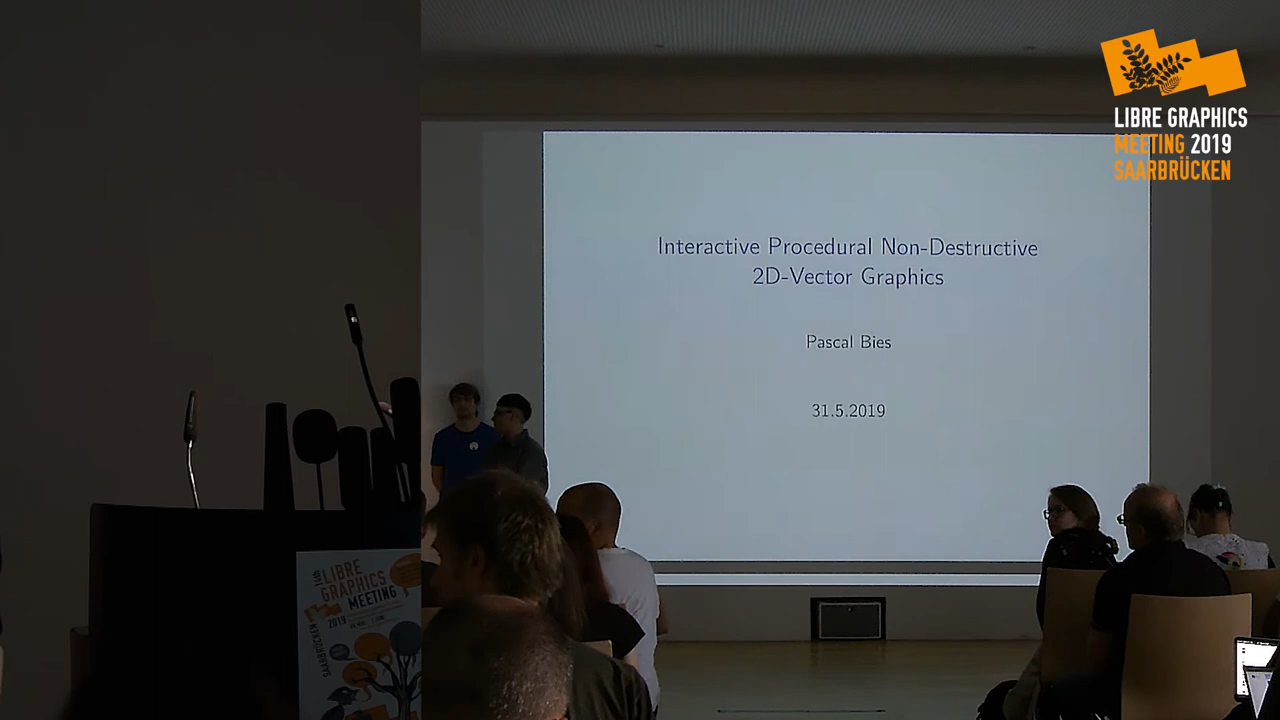 LIBRE GRAPHICS
MEETING 2019
SAARBRÜCKEN
Interactive Procedural Non-Destructive
2D-Vector Graphics
Pascal Bies
31.5.2019
14th
LIBRE
GRAPHICS
MEETING
2019
SAARBRÜCKEN